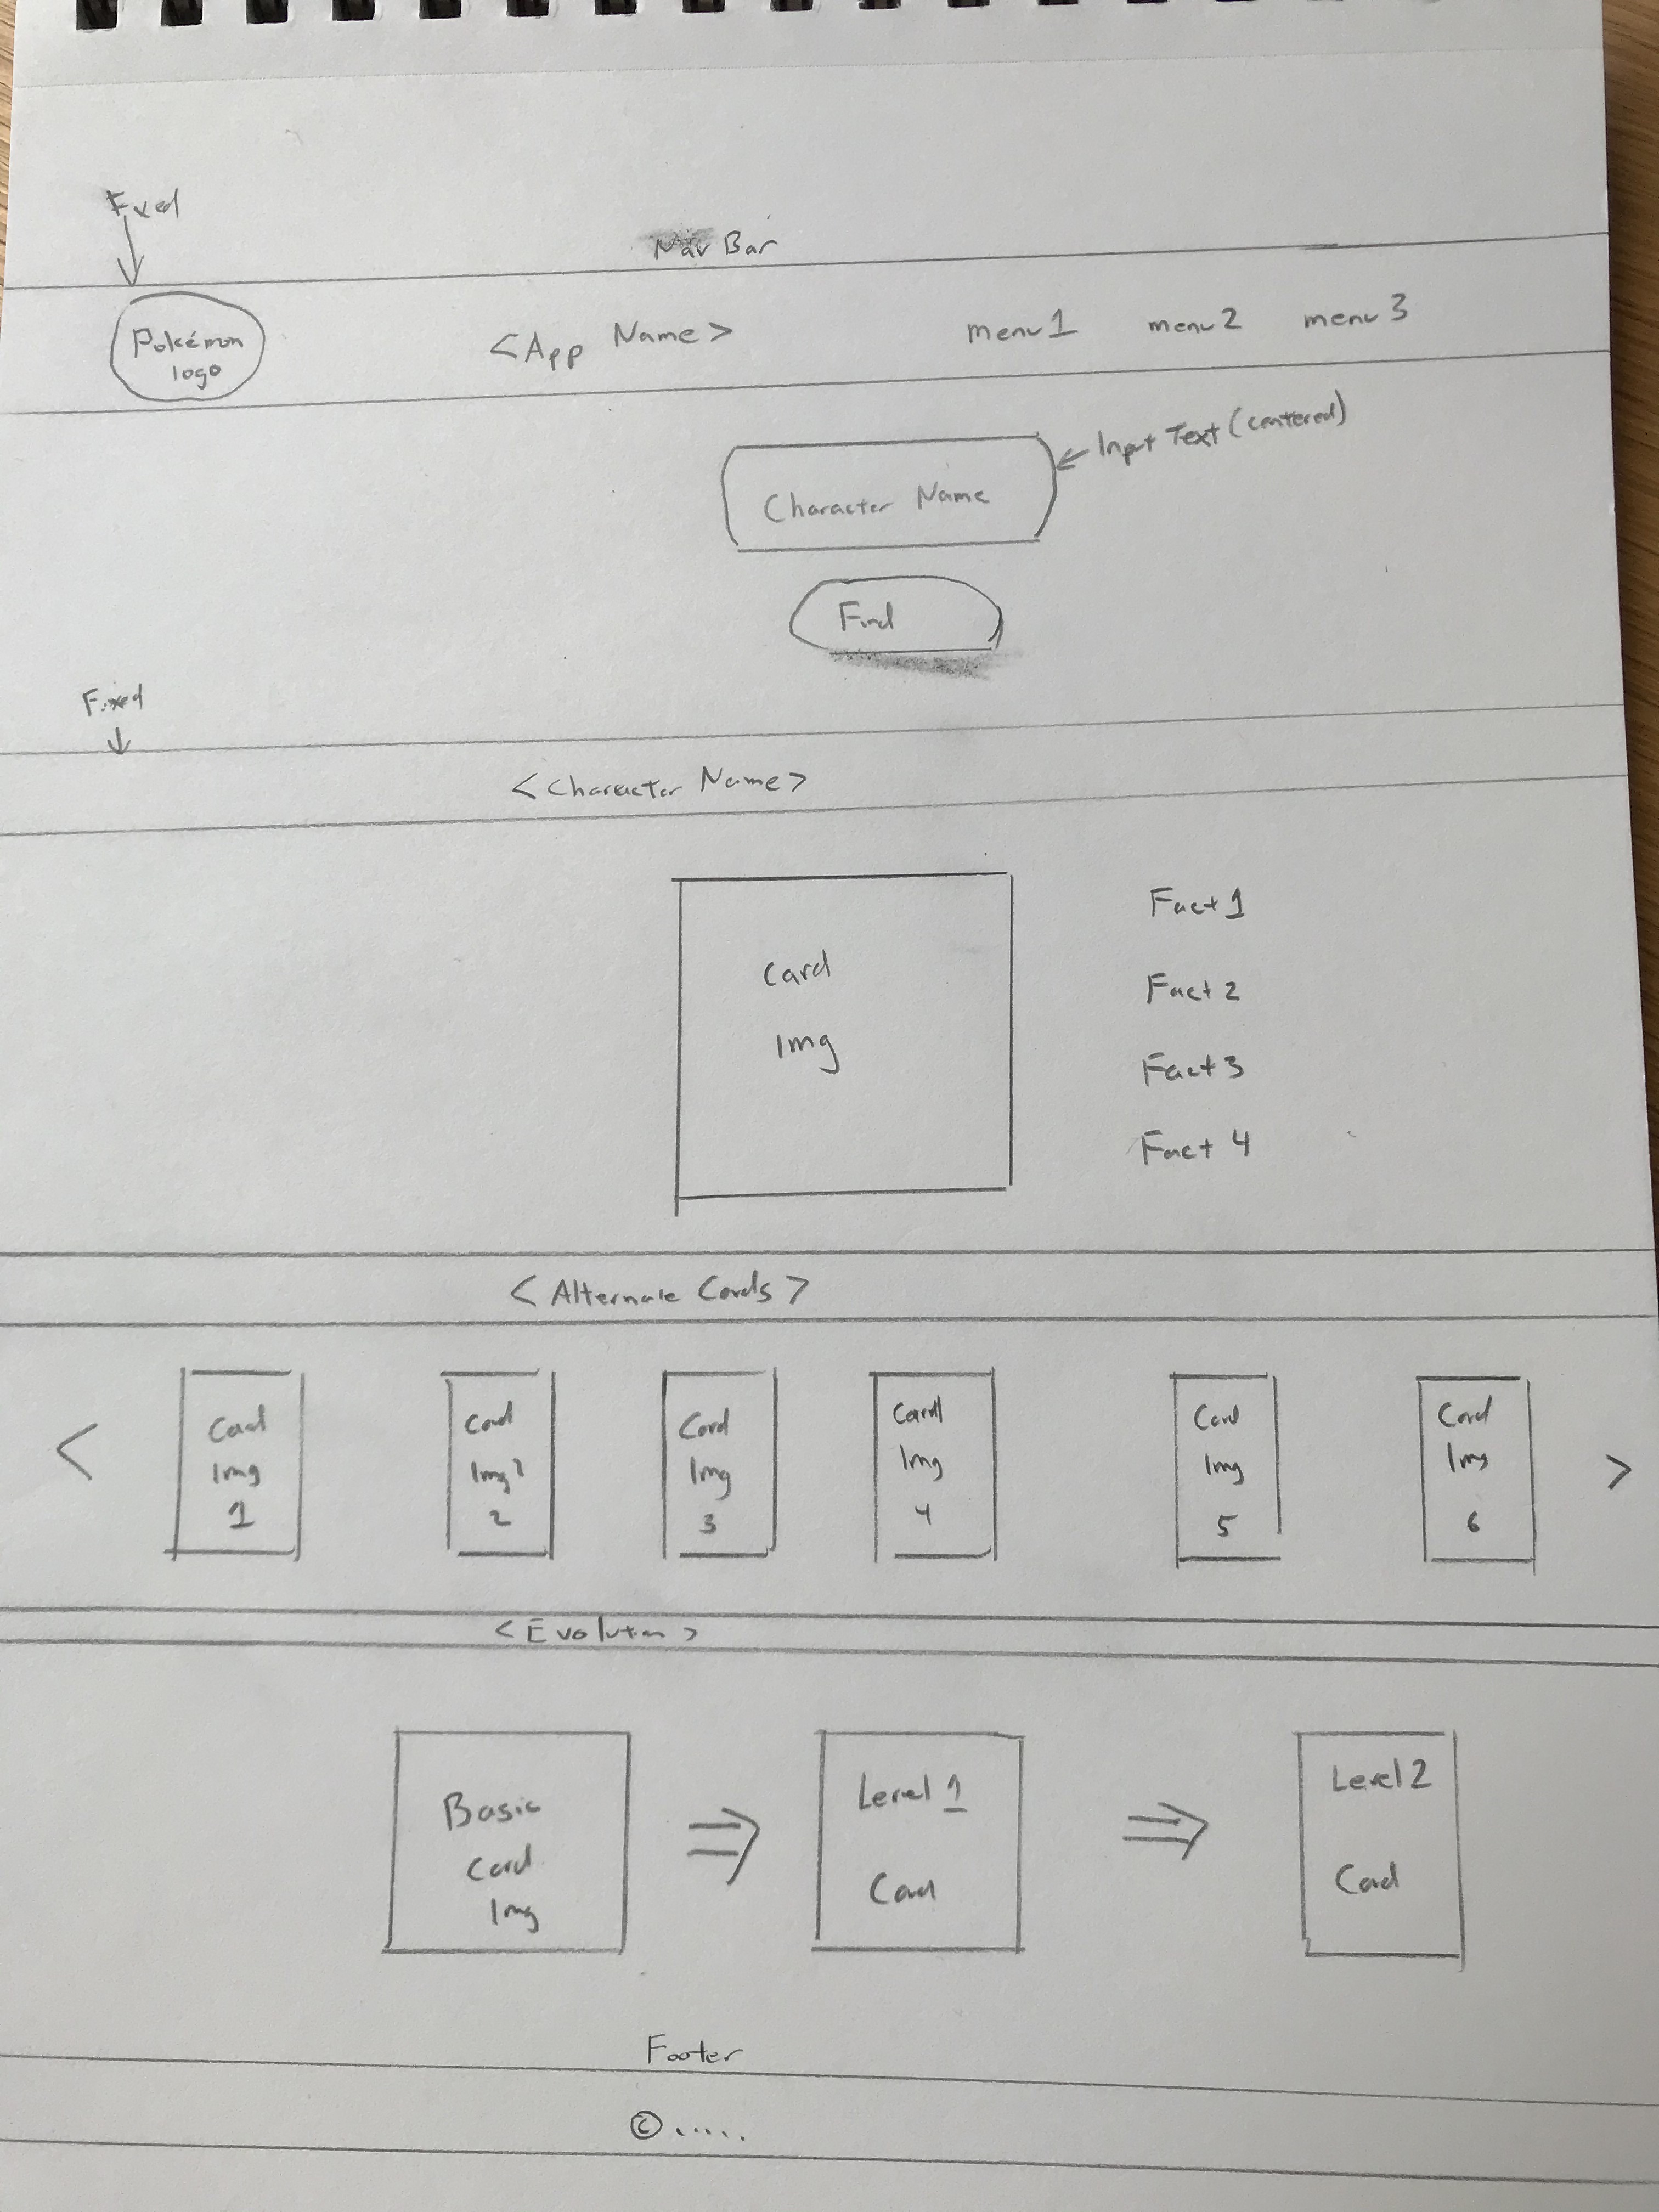 Fixed
Nav Bar
Pokémon
logo
<App Name>
menu 1
menu 2
menu 3
Input Text (centered)
Character Name
Find
Fixed
<Character Name>
Card
Img
Fact 1
Fact 2
Fact 3
Fact 4
<Alternate Cards>
<
Card
Img
1
Card
Img
2
Card
Img
3
Card
Img
4
Card
Img
5
Card
Img
6
>
<Evolution>
Basic
Card
Img
Level 1
Card
Level 2
Card
Footer
© .....